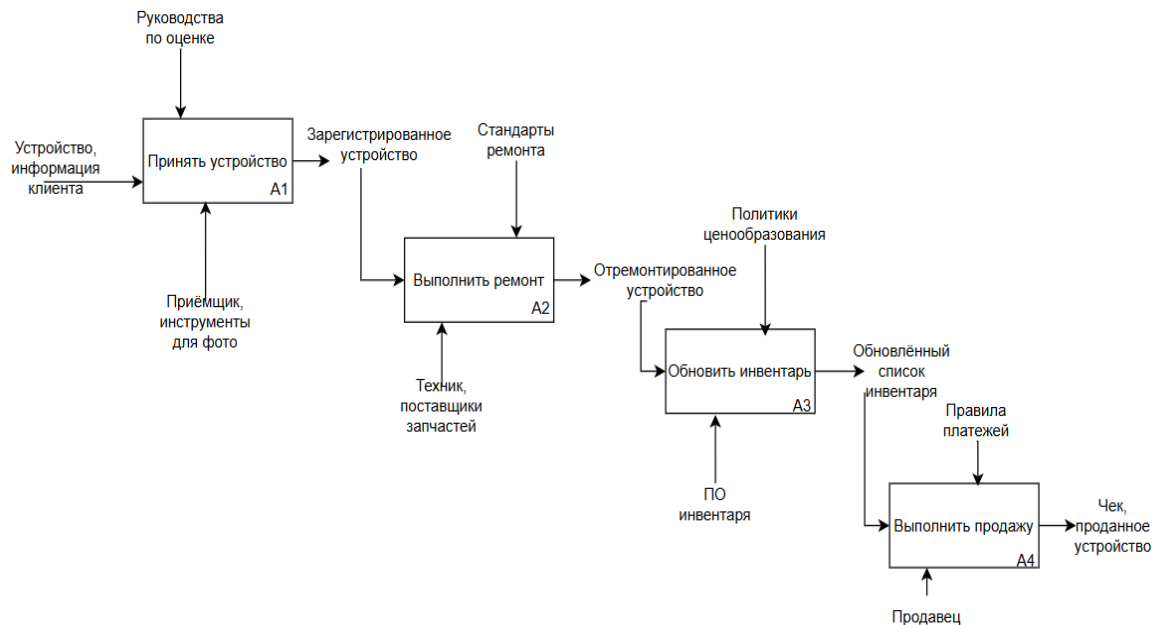 Руководства
по оценке
Устройство,
информация
клиента
Принять устройство
A1
Приёмщик,
инструменты
для фото
Зарегистрированное
устройство
Стандарты
ремонта
Выполнить ремонт
A2
Техник,
поставщики
запчастей
Отремонтированное
устройство
Политики
ценообразования
Обновить инвентарь
A3
ПО
инвентаря
Обновлённый
список
инвентаря
Правила
платежей
Выполнить продажу
A4
Продавец
Чек,
проданное
устройство